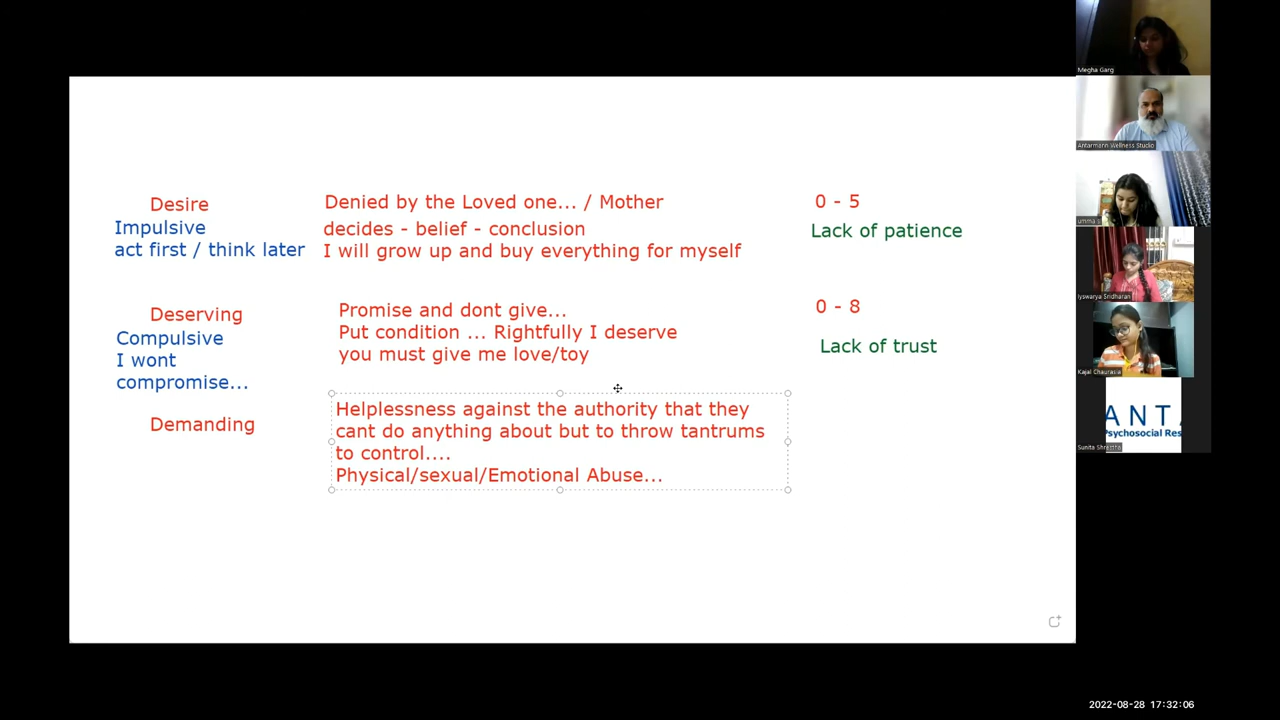 Desire
Impulsive
act first / think later
Denied by the Loved one... / Mother
decides - belief - conclusion
I will grow up and buy everything for myself
0 - 5
Lack of patience
Deserving
Compulsive
I wont
compromise...
Promise and dont give...
Put condition ... Rightfully I deserve
you must give me love/toy
0 - 8
Lack of trust
Demanding
Helplessness against the authority that they
cant do anything about but to throw tantrums
to control....
Physical/sexual/Emotional Abuse...
Megha Garg
Antarmann Wellness Studio
umma s
Iyswarya Sridharan
Kajal Chaurasia
ANTA
Psychosocial Res
Sunita Shrestha
2022-08-28 17:32:06